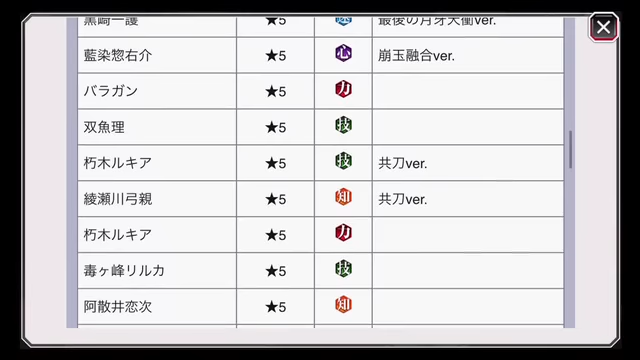 黒崎一護 ★5 速 最後の月牙天衝ver.
藍染惣右介 ★5 心 崩玉融合ver.
バラガン ★5 力
双魚理 ★5 技
朽木ルキア ★5 技 共刀ver.
綾瀬川弓親 ★5 知 共刀ver.
朽木ルキア ★5 力
毒ヶ峰リルカ ★5 技
阿散井恋次 ★5 知